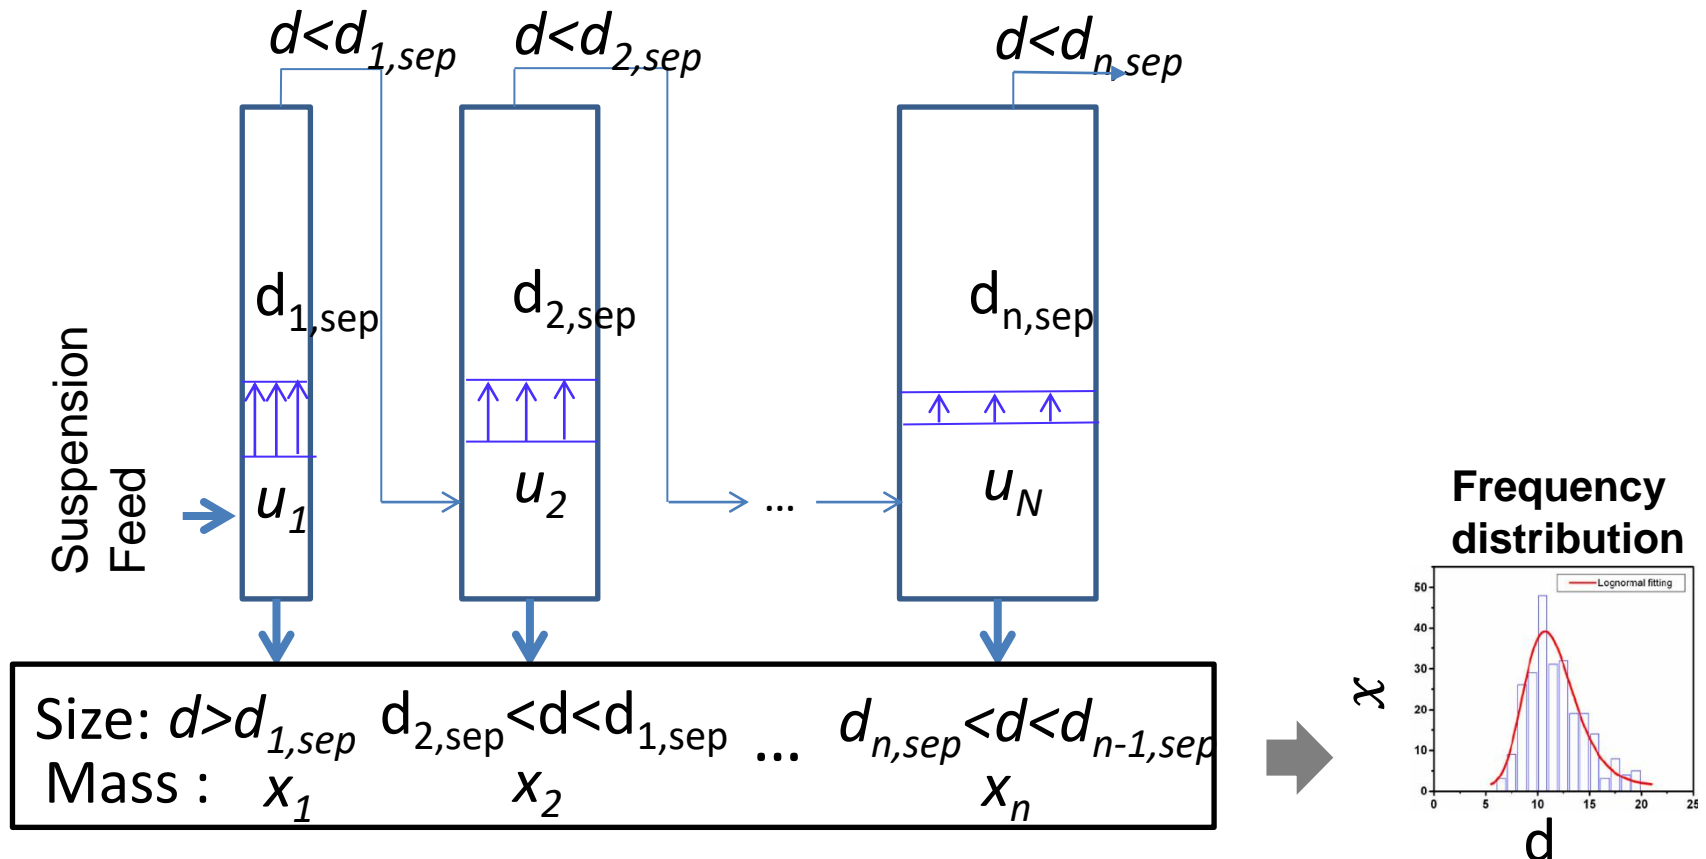 d<d1,sep
d<d2,sep
d<dn,sep
d1,sep
d2,sep
dn,sep
Suspension
Feed
u1
u2
...
uN
Size: d>d1,sep d2,sep<d<d1,sep ... dn,sep<d<dn-1,sep
Mass : x1 x2 xn
Frequency
distribution
Lognormal fitting
50
40
30
20
10
0
0 5 10 15 20 25
x
d